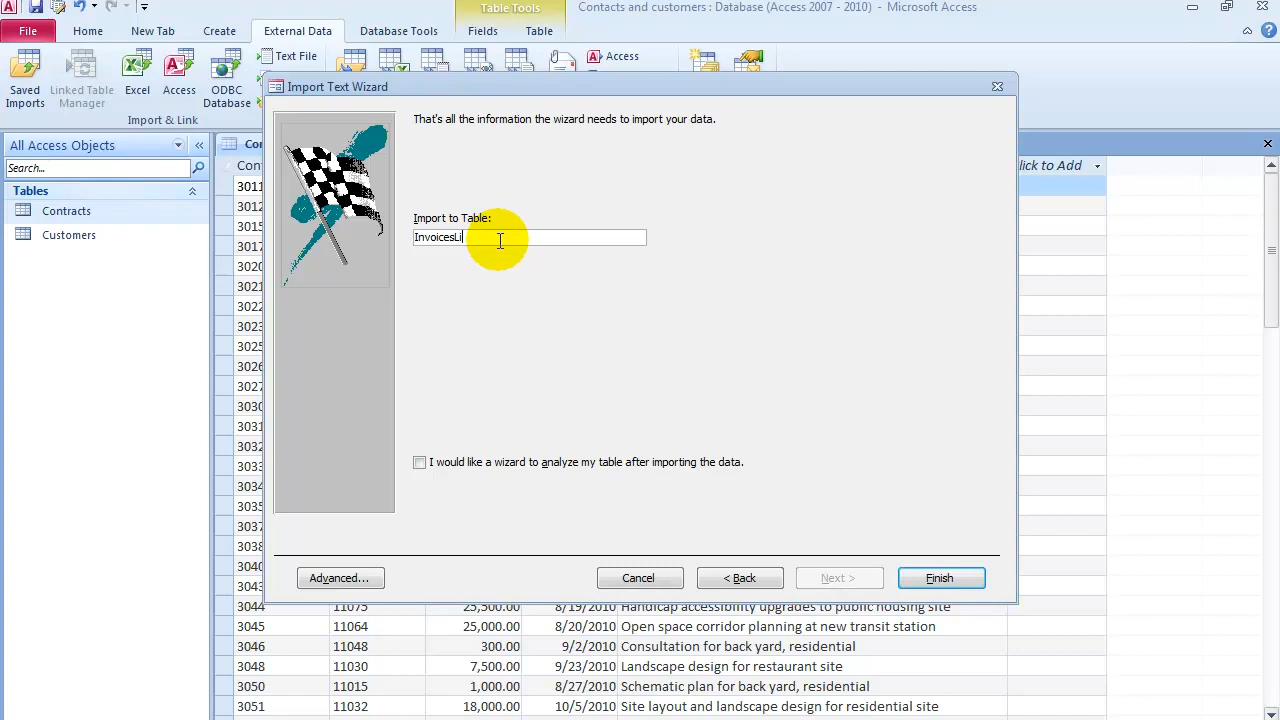 Table Tools
Contacts and customers : Database (Access 2007 - 2010) - Microsoft Access
File
Home
New Tab
Create
External Data
Database Tools
Fields
Table
Saved Imports
Linked Table Manager
Excel
Access
ODBC Database
Text File
Access
Import & Link
All Access Objects
Search...
Tables
Contracts
Customers
Import Text Wizard
That's all the information the wizard needs to import your data.
Import to Table:
InvoicesLi
I would like a wizard to analyze my table after importing the data.
Advanced...
Cancel
< Back
Next >
Finish
lick to Add
3011
3012
3015
3017
3020
3021
3022
3023
3025
3026
3027
3030
3031
3032
3033
3034
3035
3037
3038
3040
3043
3044 11073 25,500.00 8/19/2010 Handicap accessibility upgrades to public housing site
3045 11064 25,000.00 8/20/2010 Open space corridor planning at new transit station
3046 11048 300.00 9/2/2010 Consultation for back yard, residential
3048 11030 7,500.00 9/23/2010 Landscape design for restaurant site
3050 11015 1,000.00 8/27/2010 Schematic plan for back yard, residential
3051 11032 18,000.00 10/5/2010 Site layout and landscape design for residential site